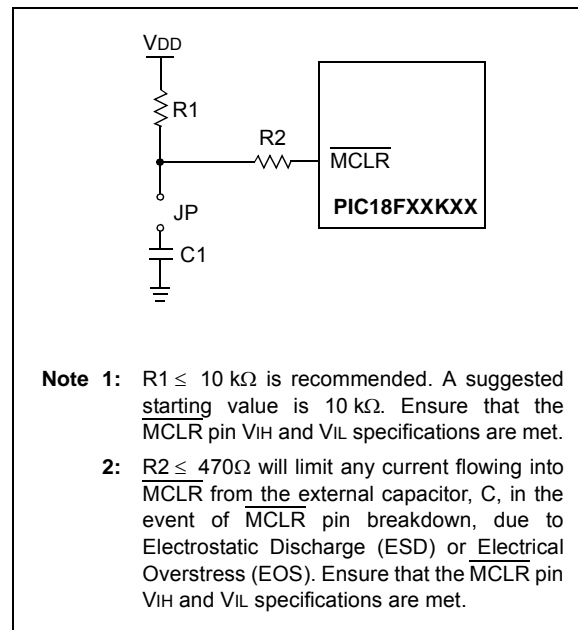 VDD
R1
R2
MCLR
JP
PIC18FXXKXX
C1
Note 1: R1 ≤ 10 kΩ is recommended. A suggested
starting value is 10 kΩ. Ensure that the
MCLR pin VIH and VIL specifications are met.
2: R2 ≤ 470Ω will limit any current flowing into
MCLR from the external capacitor, C, in the
event of MCLR pin breakdown, due to
Electrostatic Discharge (ESD) or Electrical
Overstress (EOS). Ensure that the MCLR pin
VIH and VIL specifications are met.